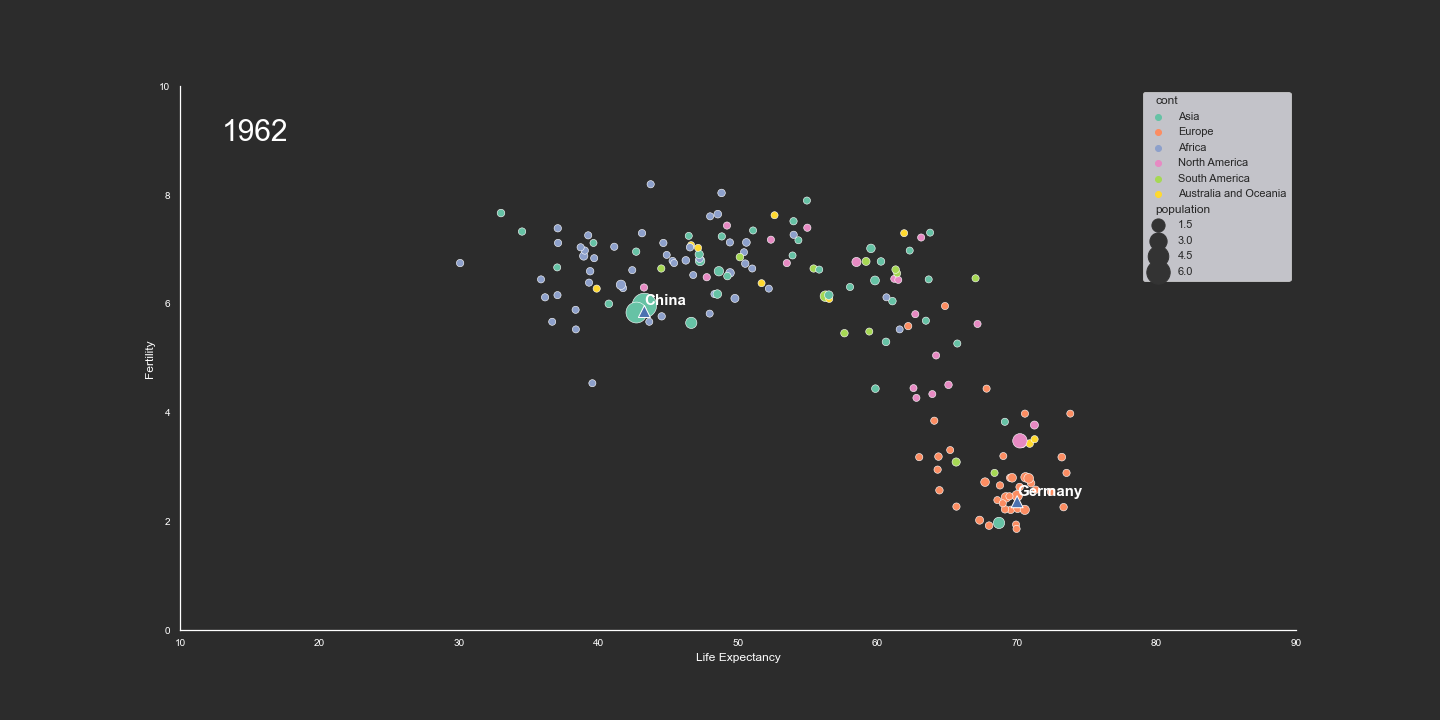 10
1962
cont
Asia
Europe
Africa
North America
South America
Australia and Oceania
population
1.5
3.0
4.5
6.0
8
6
China
Fertility
4
Germany
2
0
10 20 30 40 50 60 70 80 90
Life Expectancy